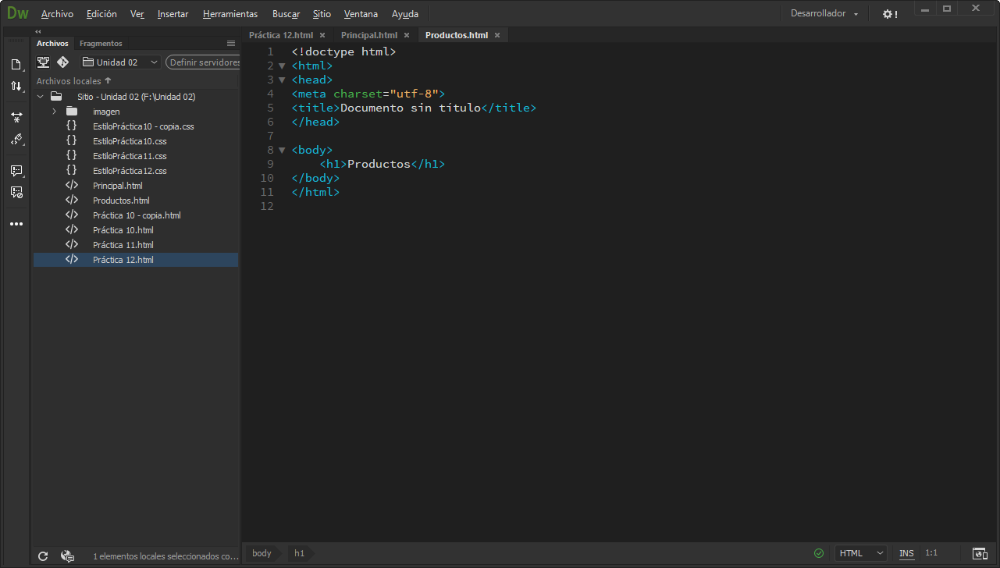 Dw Archivo Edición Ver Insertar Herramientas Buscar Sitio Ventana Ayuda Desarrollador
Archivos Fragmentos
Unidad 02 Definir servidores
Archivos locales
Sitio - Unidad 02 (F:\Unidad 02)
imagen
EstiloPráctica10 - copia.css
EstiloPráctica10.css
EstiloPráctica11.css
EstiloPráctica12.css
Principal.html
Productos.html
Práctica 10 - copia.html
Práctica 10.html
Práctica 11.html
Práctica 12.html
1 elementos locales seleccionados co...
Práctica 12.html Principal.html Productos.html
1 <!doctype html>
2 <html>
3 <head>
4 <meta charset="utf-8">
5 <title>Documento sin título</title>
6 </head>
7
8 <body>
9 <h1>Productos</h1>
10 </body>
11 </html>
12
body h1 HTML INS 1:1